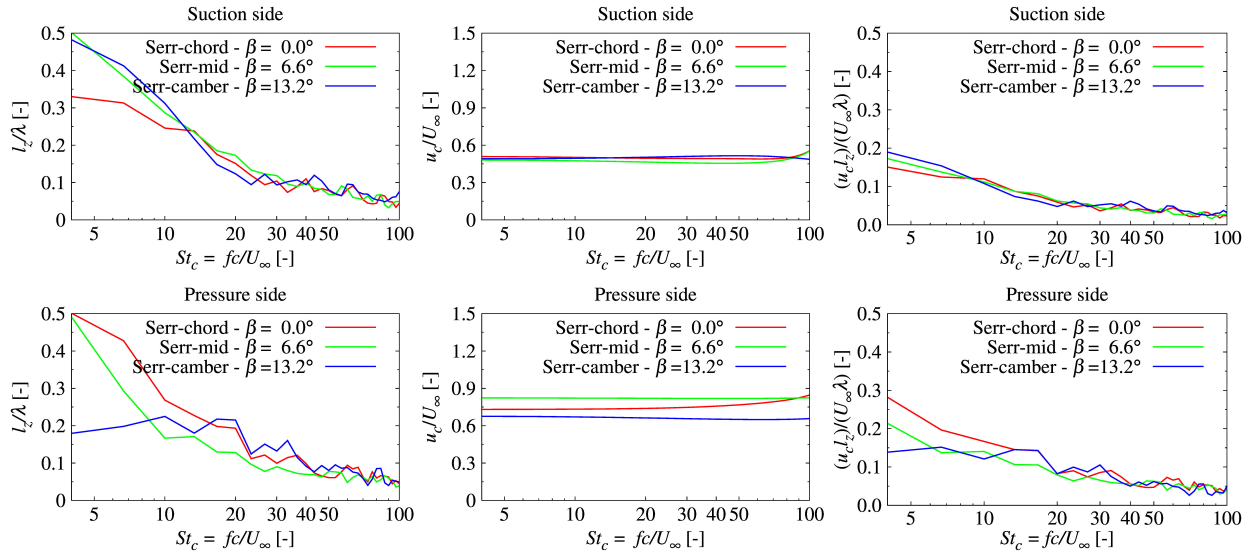 Suction side
0.5
0.4
0.3
0.2
0.1
0
l_z/λ [-]
Serr-chord - β = 0.0°
Serr-mid - β = 6.6°
Serr-camber - β =13.2°
5 10 20 30 40 50 100
St_c = fc/U_∞ [-]
Suction side
1.5
1.2
0.9
0.6
0.3
0
u_c/U_∞ [-]
Serr-chord - β = 0.0°
Serr-mid - β = 6.6°
Serr-camber - β =13.2°
5 10 20 30 40 50 100
St_c = fc/U_∞ [-]
Suction side
0.5
0.4
0.3
0.2
0.1
0
(u_c l_z)/(U_∞ λ) [-]
Serr-chord - β = 0.0°
Serr-mid - β = 6.6°
Serr-camber - β =13.2°
5 10 20 30 40 50 100
St_c = fc/U_∞ [-]
Pressure side
0.5
0.4
0.3
0.2
0.1
0
l_z/λ [-]
Serr-chord - β = 0.0°
Serr-mid - β = 6.6°
Serr-camber - β =13.2°
5 10 20 30 40 50 100
St_c = fc/U_∞ [-]
Pressure side
1.5
1.2
0.9
0.6
0.3
0
u_c/U_∞ [-]
Serr-chord - β = 0.0°
Serr-mid - β = 6.6°
Serr-camber - β =13.2°
5 10 20 30 40 50 100
St_c = fc/U_∞ [-]
Pressure side
0.5
0.4
0.3
0.2
0.1
0
(u_c l_z)/(U_∞ λ) [-]
Serr-chord - β = 0.0°
Serr-mid - β = 6.6°
Serr-camber - β =13.2°
5 10 20 30 40 50 100
St_c = fc/U_∞ [-]